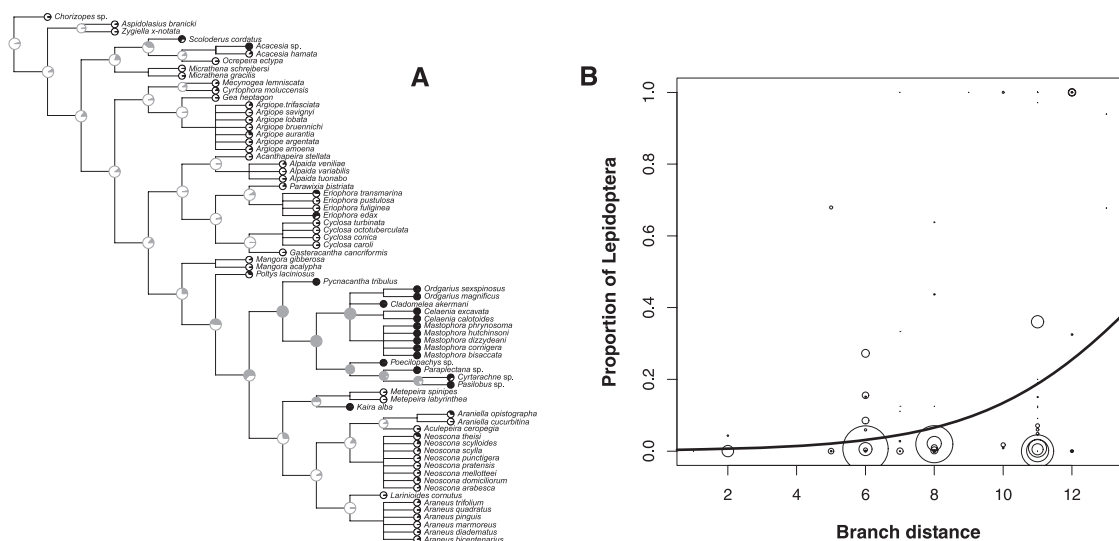 A
Chorizopes sp.
Aspidolasius branicki
Zygiella x-notata
Scoloderus cordatus
Acacesia sp.
Acacesia hamata
Ocrepeira ectypa
Micrathena schreibersi
Micrathena gracilis
Mecynogea lemniscata
Cyrtophora moluccensis
Gea heptagon
Argiope.trifasciata
Argiope savignyi
Argiope lobata
Argiope bruennichi
Argiope aurantia
Argiope argentata
Argiope amoena
Acanthapeira stellata
Alpaida veniliae
Alpaida variabilis
Alpaida tuonabo
Parawixia bistriata
Eriophora transmarina
Eriophora pustulosa
Eriophora fuliginea
Eriophora edax
Cyclosa turbinata
Cyclosa octotuberculata
Cyclosa conica
Cyclosa caroli
Gasteracantha cancriformis
Mangora gibberosa
Mangora acalypha
Poltys laciniosus
Pycnacantha tribulus
Ordgarius sexspinosus
Ordgarius magnificus
Cladomelea akermani
Celaenia excavata
Celaenia calotoides
Mastophora phrynosoma
Mastophora hutchinsoni
Mastophora dizzydeani
Mastophora cornigera
Mastophora bisaccata
Poecilopachys sp.
Paraplectana sp.
Cyrtarachne sp.
Pasilobus sp.
Metepeira spinipes
Metepeira labyrinthea
Kaira alba
Araniella opistographa
Araniella cucurbitina
Aculepeira ceropegia
Neoscona theisi
Neoscona scylloides
Neoscona scylla
Neoscona punctigera
Neoscona pratensis
Neoscona mellotteei
Neoscona domiciliorum
Neoscona arabesca
Larinioides cornutus
Araneus trifolium
Araneus quadratus
Araneus pinguis
Araneus marmoreus
Araneus diadematus
Araneus bicentenarius
B
Proportion of Lepidoptera
1.0
0.8
0.6
0.4
0.2
0.0
2 4 6 8 10 12
Branch distance